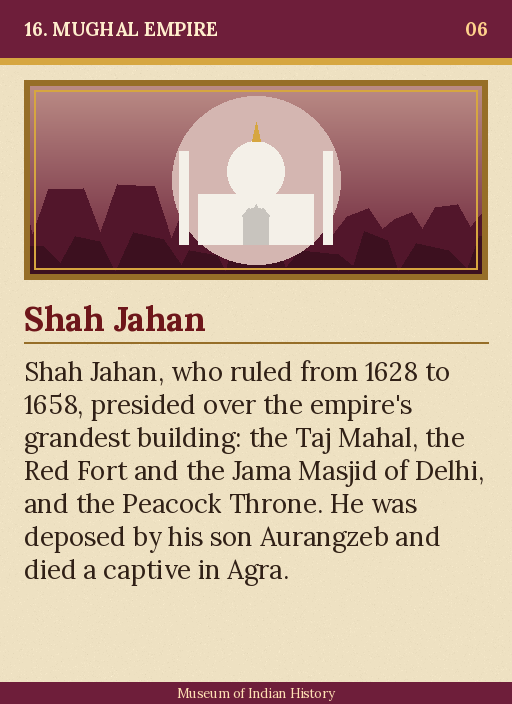 16. MUGHAL EMPIRE
06
Shah Jahan
Shah Jahan, who ruled from 1628 to
1658, presided over the empire's
grandest building: the Taj Mahal, the
Red Fort and the Jama Masjid of Delhi,
and the Peacock Throne. He was
deposed by his son Aurangzeb and
died a captive in Agra.
Museum of Indian History